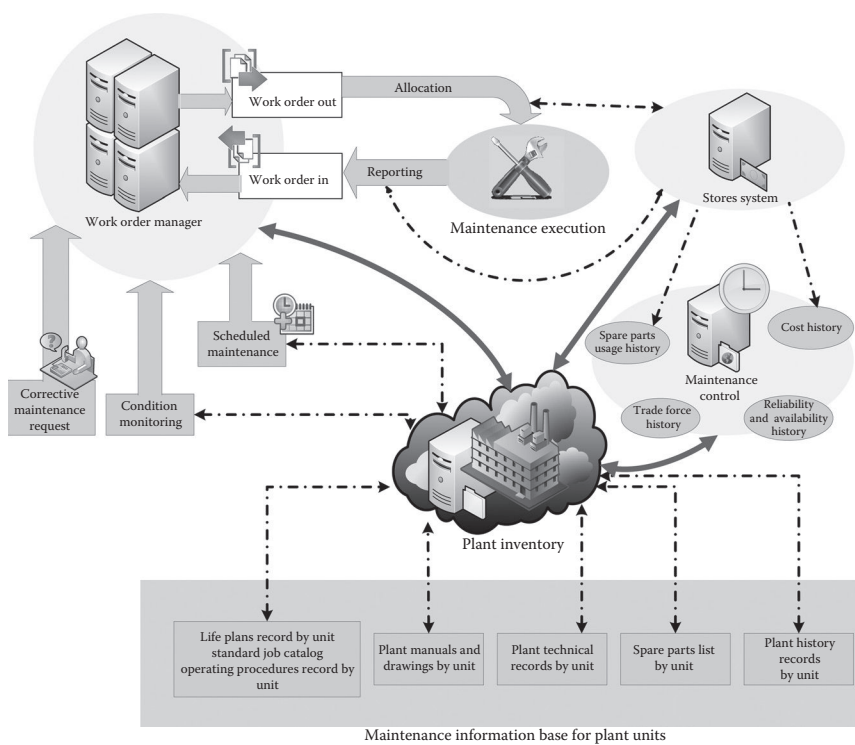 Work order out
Allocation
Work order in
Reporting
Work order manager
Maintenance execution
Stores system
Scheduled
maintenance
Spare parts
usage history
Cost history
Maintenance
control
Corrective
maintenance
request
Condition
monitoring
Trade force
history
Reliability
and availability
history
Plant inventory
Life plans record by unit
standard job catalog
operating procedures record by
unit
Plant manuals and
drawings by unit
Plant technical
records by unit
Spare parts list
by unit
Plant history
records
by unit
Maintenance information base for plant units